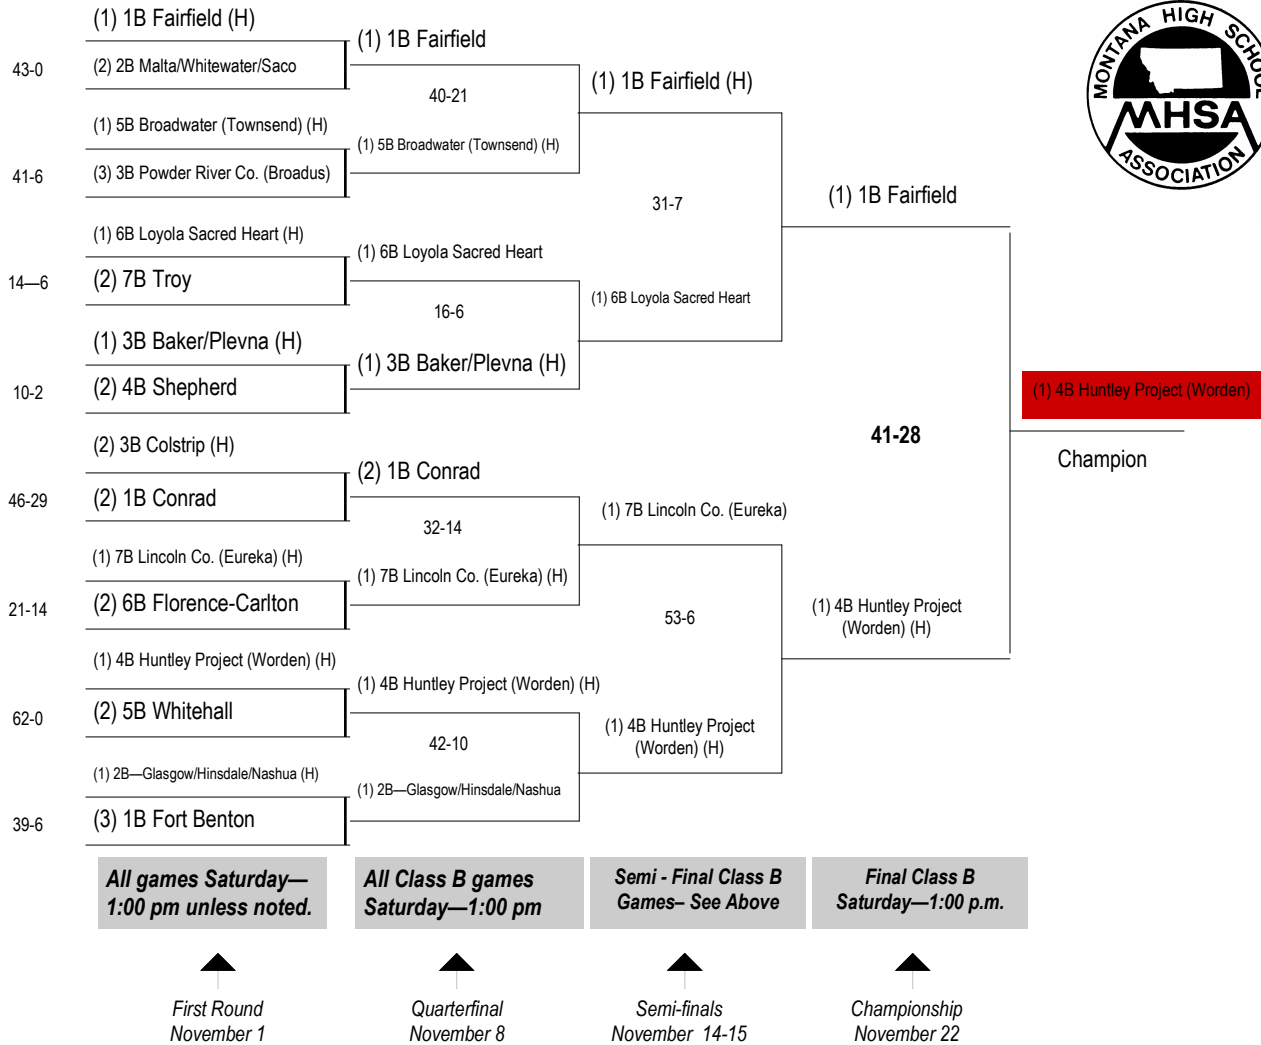 (1) 1B Fairfield (H)
43-0
(2) 2B Malta/Whitewater/Saco
(1) 5B Broadwater (Townsend) (H)
41-6
(3) 3B Powder River Co. (Broadus)
(1) 6B Loyola Sacred Heart (H)
14—6
(2) 7B Troy
(1) 3B Baker/Plevna (H)
10-2
(2) 4B Shepherd
(2) 3B Colstrip (H)
46-29
(2) 1B Conrad
(1) 7B Lincoln Co. (Eureka) (H)
21-14
(2) 6B Florence-Carlton
(1) 4B Huntley Project (Worden) (H)
62-0
(2) 5B Whitehall
(1) 2B—Glasgow/Hinsdale/Nashua (H)
39-6
(3) 1B Fort Benton
(1) 1B Fairfield
40-21
(1) 5B Broadwater (Townsend) (H)
(1) 6B Loyola Sacred Heart
16-6
(1) 3B Baker/Plevna (H)
(2) 1B Conrad
32-14
(1) 7B Lincoln Co. (Eureka) (H)
(1) 4B Huntley Project (Worden) (H)
42-10
(1) 2B—Glasgow/Hinsdale/Nashua
(1) 1B Fairfield (H)
31-7
(1) 6B Loyola Sacred Heart
(1) 7B Lincoln Co. (Eureka)
53-6
(1) 4B Huntley Project
(Worden) (H)
(1) 1B Fairfield
41-28
(1) 4B Huntley Project
(Worden) (H)
(1) 4B Huntley Project (Worden)
Champion
MONTANA HIGH SCHOOL
MHSA
ASSOCIATION
All games Saturday—
1:00 pm unless noted.
All Class B games
Saturday—1:00 pm
Semi - Final Class B
Games– See Above
Final Class B
Saturday—1:00 p.m.
First Round
November 1
Quarterfinal
November 8
Semi-finals
November 14-15
Championship
November 22